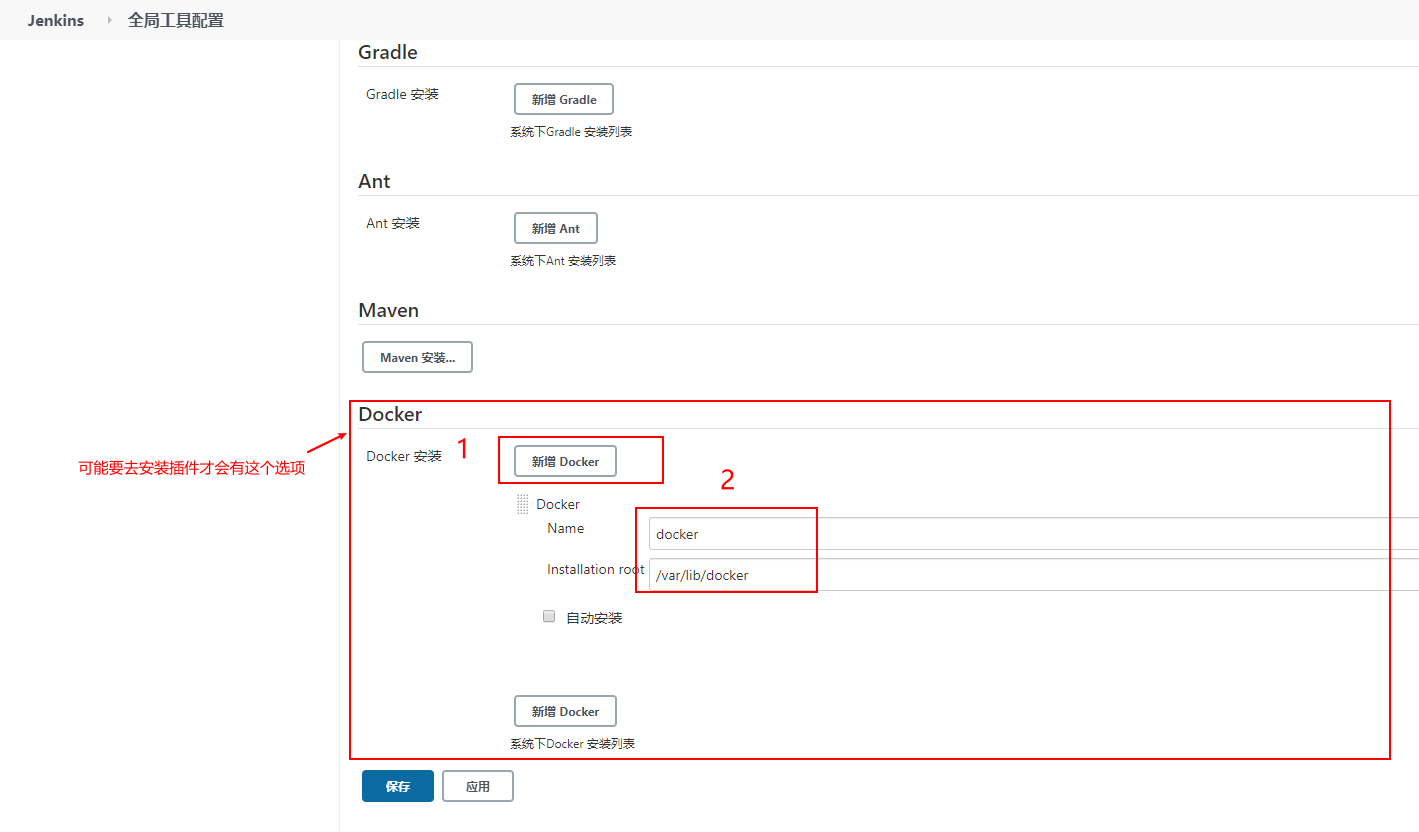 Jenkins 全局工具配置
Gradle
Gradle 安装 新增 Gradle
系统下Gradle 安装列表
Ant
Ant 安装 新增 Ant
系统下Ant 安装列表
Maven
Maven 安装...
Docker
可能要去安装插件才会有这个选项
Docker 安装 1 新增 Docker
2
Docker
Name docker
Installation root /var/lib/docker
自动安装
新增 Docker
系统下Docker 安装列表
保存 应用